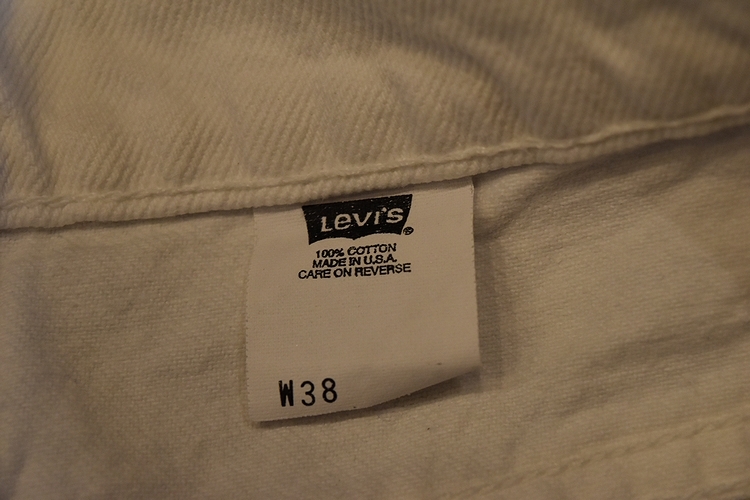 Levi's®
100% COTTON
MADE IN U.S.A.
CARE ON REVERSE
W38